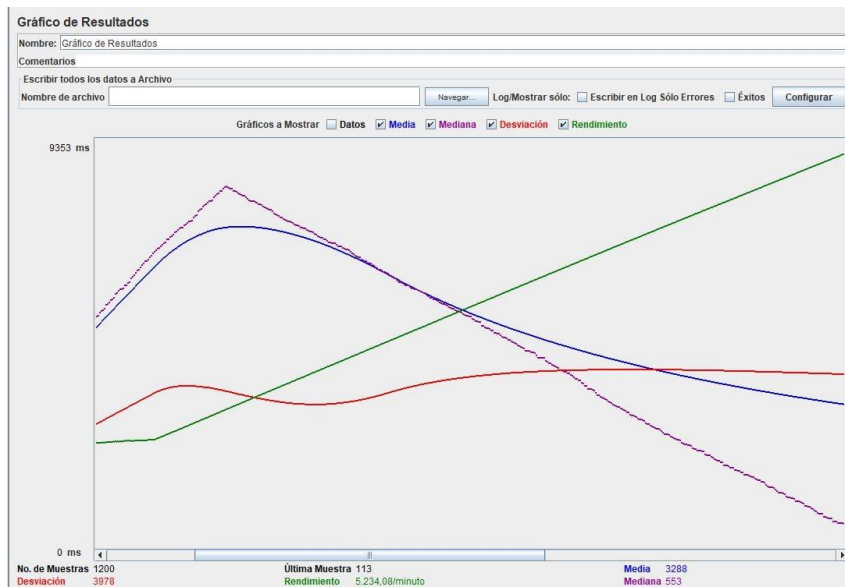 Gráfico de Resultados
Nombre: Gráfico de Resultados
Comentarios
Escribir todos los datos a Archivo
Nombre de archivo Navegar... Log/Mostrar sólo: Escribir en Log Sólo Errores Éxitos Configurar
Gráficos a Mostrar Datos Media Mediana Desviación Rendimiento
9353 ms
0 ms
No. de Muestras 1200 Última Muestra 113 Media 3288
Desviación 3978 Rendimiento 5.234,08/minuto Mediana 553